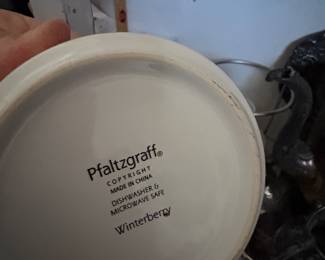 Pfaltzgraff®
COPYRIGHT
MADE IN CHINA
DISHWASHER &
MICROWAVE SAFE
Winterberry